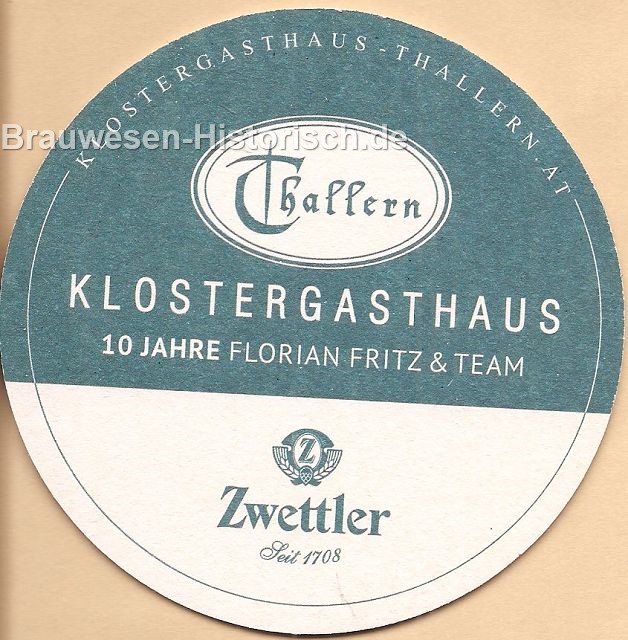 KLOSTERGASTHAUS-THALLERN.AT
Brauwesen-Historisch.de
Thallern
KLOSTERGASTHAUS
10 JAHRE FLORIAN FRITZ & TEAM
Z
Zwettler
Seit 1708